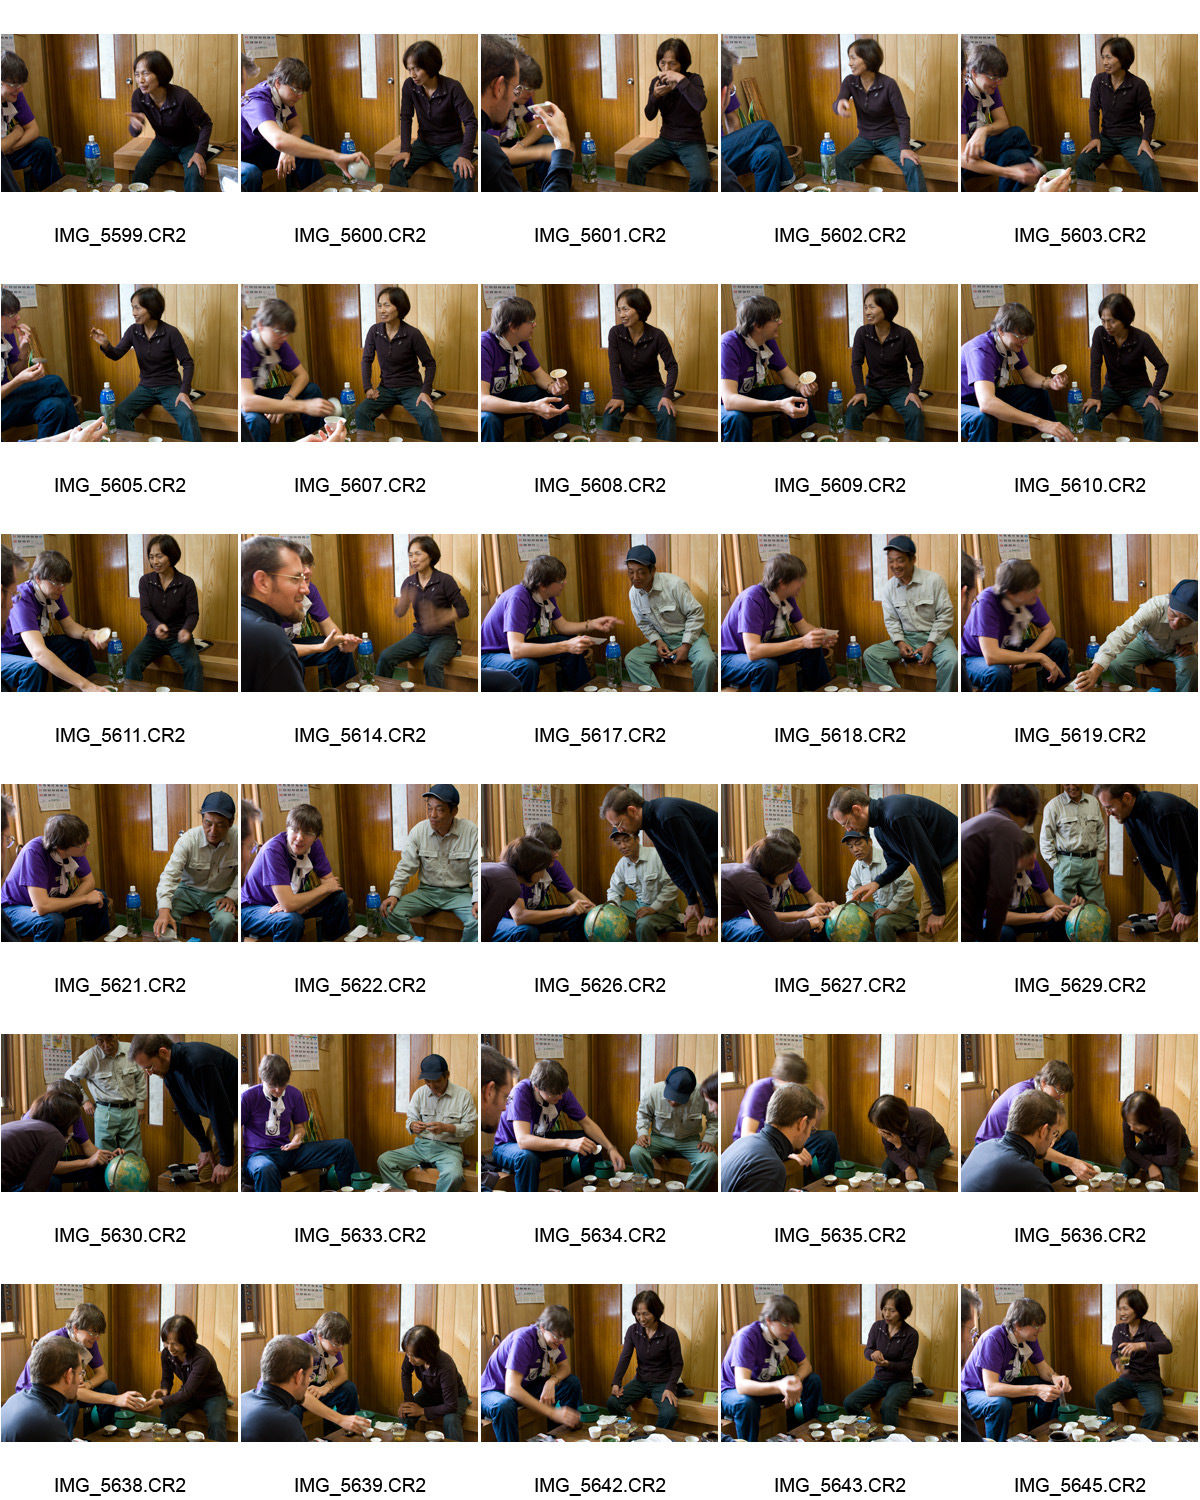 IMG_5599.CR2 IMG_5600.CR2 IMG_5601.CR2 IMG_5602.CR2 IMG_5603.CR2
IMG_5605.CR2 IMG_5607.CR2 IMG_5608.CR2 IMG_5609.CR2 IMG_5610.CR2
IMG_5611.CR2 IMG_5614.CR2 IMG_5617.CR2 IMG_5618.CR2 IMG_5619.CR2
IMG_5621.CR2 IMG_5622.CR2 IMG_5626.CR2 IMG_5627.CR2 IMG_5629.CR2
IMG_5630.CR2 IMG_5633.CR2 IMG_5634.CR2 IMG_5635.CR2 IMG_5636.CR2
IMG_5638.CR2 IMG_5639.CR2 IMG_5642.CR2 IMG_5643.CR2 IMG_5645.CR2